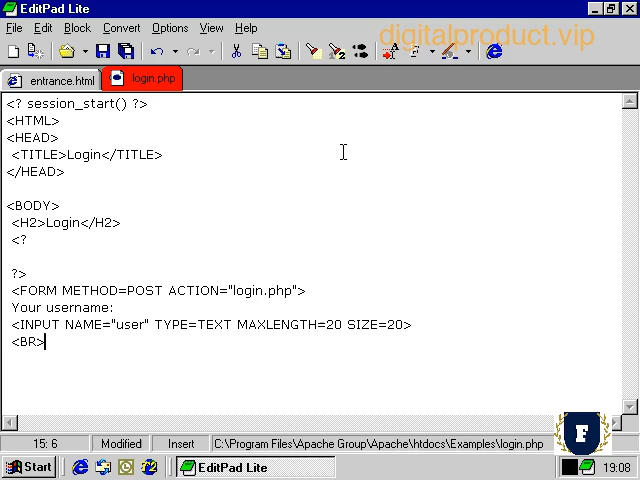 EditPad Lite
digitalproduct.vip
File Edit Block Convert Options View Help
entrance.html login.php
<? session_start() ?>
<HTML>
<HEAD>
<TITLE>Login</TITLE>
</HEAD>
<BODY>
<H2>Login</H2>
<?
?>
<FORM METHOD=POST ACTION="login.php">
Your username:
<INPUT NAME="user" TYPE=TEXT MAXLENGTH=20 SIZE=20>
<BR>
F
15: 6 Modified Insert C:\Program Files\Apache Group\Apache\htdocs\Examples\login.php
Start EditPad Lite 19:08